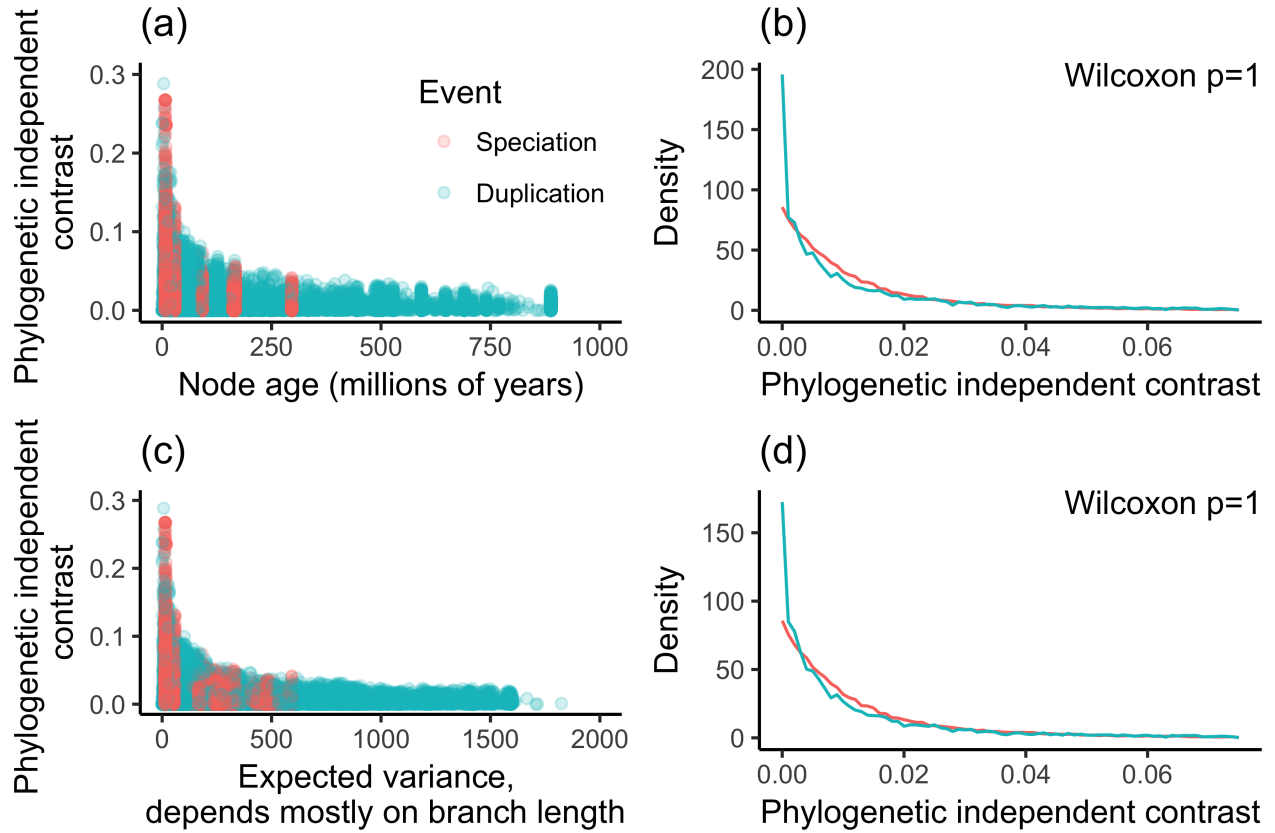 (a)
Phylogenetic independent
contrast
0.3
0.2
0.1
0.0
Event
Speciation
Duplication
0
250
500
750
1000
Node age (millions of years)
(b)
Wilcoxon p=1
Density
200
150
100
50
0
0.00
0.02
0.04
0.06
Phylogenetic independent contrast
(c)
Phylogenetic independent
contrast
0.3
0.2
0.1
0.0
0
500
1000
1500
2000
Expected variance,
depends mostly on branch length
(d)
Wilcoxon p=1
Density
150
100
50
0
0.00
0.02
0.04
0.06
Phylogenetic independent contrast